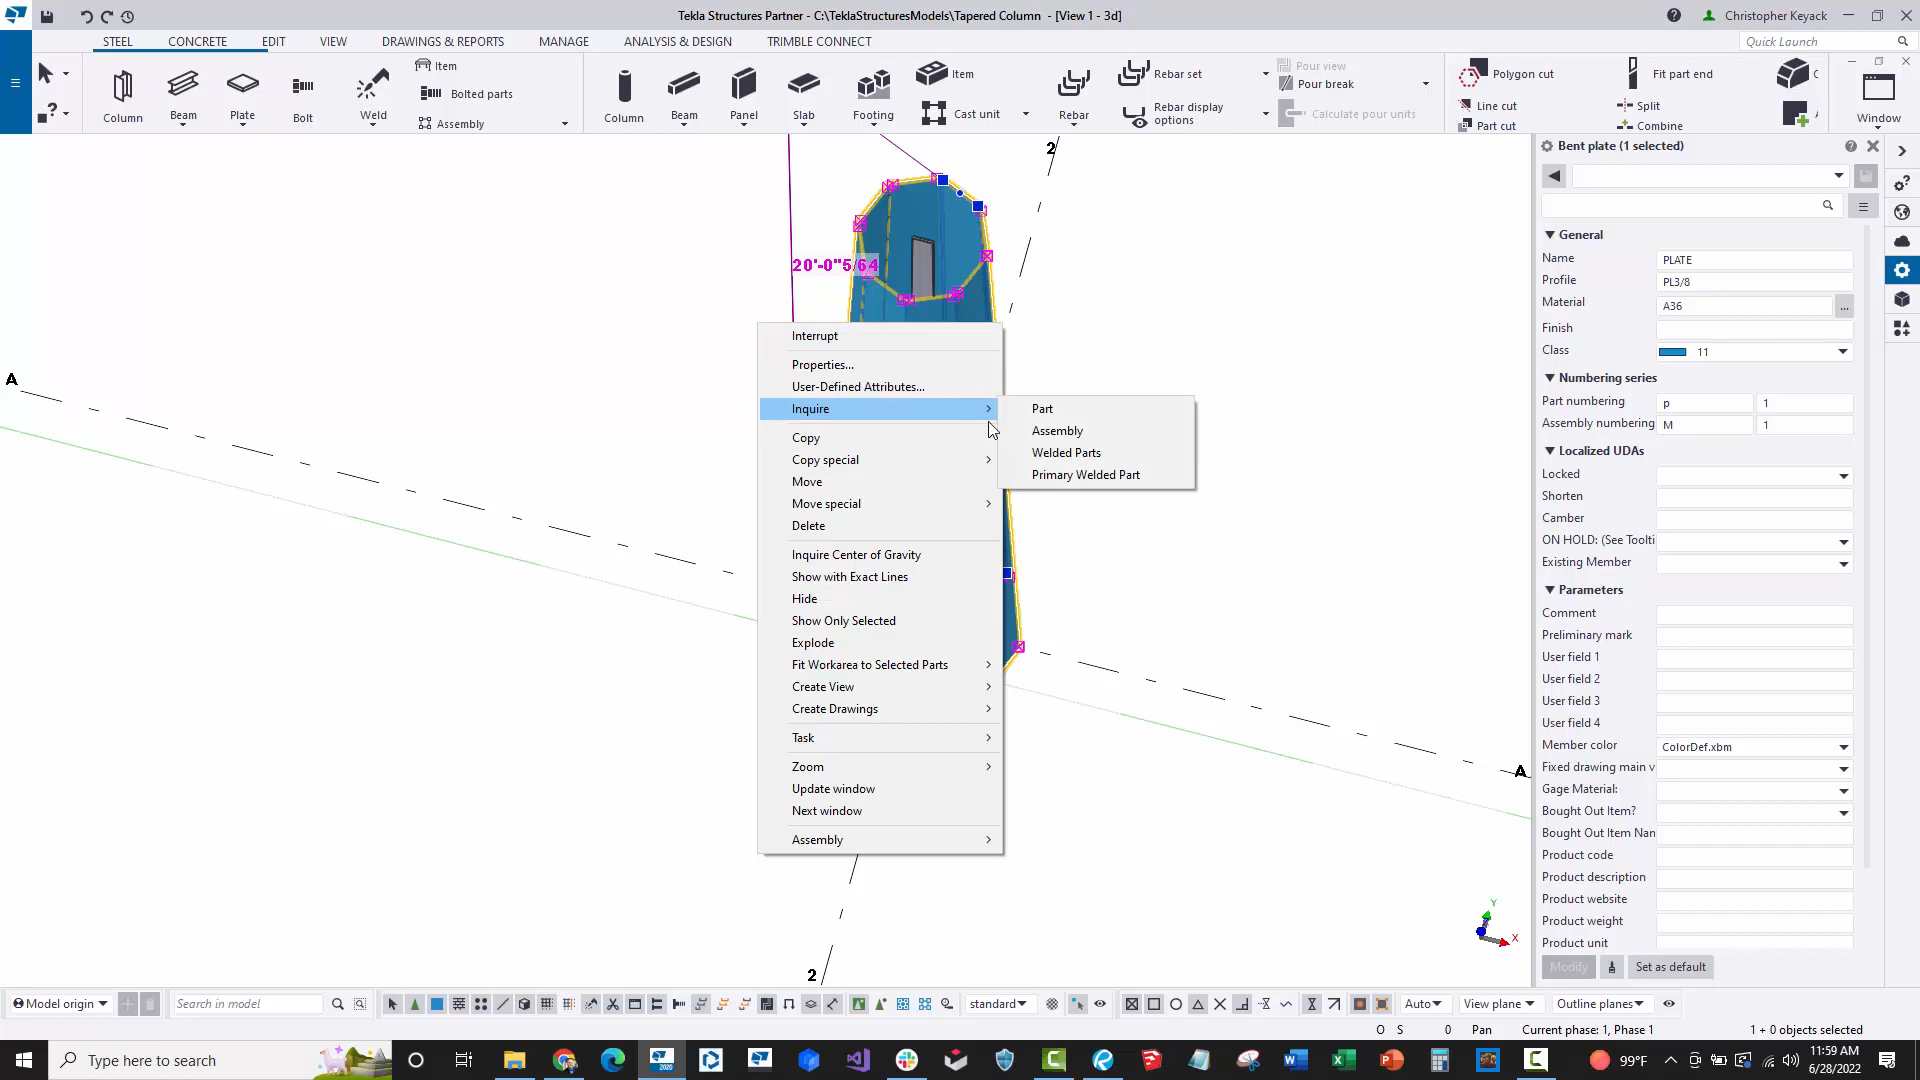 Tekla Structures Partner - C:\TeklaStructuresModels\Tapered Column - [View 1 - 3d]
Christopher Keyack
STEEL CONCRETE EDIT VIEW DRAWINGS & REPORTS MANAGE ANALYSIS & DESIGN TRIMBLE CONNECT
Quick Launch
Column Beam Plate Bolt Weld
Item
Bolted parts
Assembly
Column Beam Panel Slab Footing
Item
Cast unit
Rebar
Rebar set
Rebar display options
Pour view
Pour break
Calculate pour units
Polygon cut
Line cut
Part cut
Fit part end
Split
Combine
Window
2
A
20'-0"5/64
A
2
Y
X
Interrupt
Properties...
User-Defined Attributes...
Inquire
Copy
Copy special
Move
Move special
Delete
Inquire Center of Gravity
Show with Exact Lines
Hide
Show Only Selected
Explode
Fit Workarea to Selected Parts
Create View
Create Drawings
Task
Zoom
Update window
Next window
Assembly
Part
Assembly
Welded Parts
Primary Welded Part
Bent plate (1 selected)
General
Name PLATE
Profile PL3/8
Material A36 ...
Finish
Class 11
Numbering series
Part numbering p 1
Assembly numbering M 1
Localized UDAs
Locked
Shorten
Camber
ON HOLD: (See Toolti
Existing Member
Parameters
Comment
Preliminary mark
User field 1
User field 2
User field 3
User field 4
Member color ColorDef.xbm
Fixed drawing main v
Gage Material:
Bought Out Item?
Bought Out Item Nan
Product code
Product description
Product website
Product weight
Product unit
Modify Set as default
Model origin Search in model standard Auto View plane Outline planes
O S 0 Pan Current phase: 1, Phase 1 1 + 0 objects selected
Type here to search
2020
99°F
11:59 AM
6/28/2022